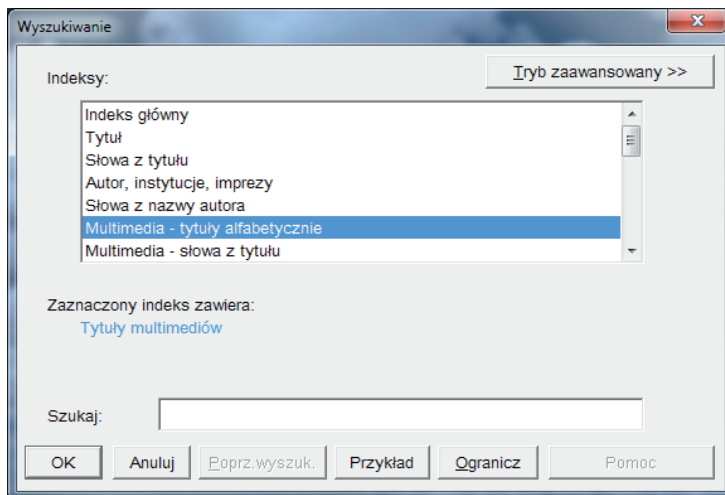 Wyszukiwanie
Tryb zaawansowany >>
Indeksy:
Indeks główny
Tytuł
Słowa z tytułu
Autor, instytucje, imprezy
Słowa z nazwy autora
Multimedia - tytuły alfabetycznie
Multimedia - słowa z tytułu
Zaznaczony indeks zawiera:
Tytuły multimediów
Szukaj:
OK Anuluj Poprz.wyszuk. Przykład Ogranicz Pomoc